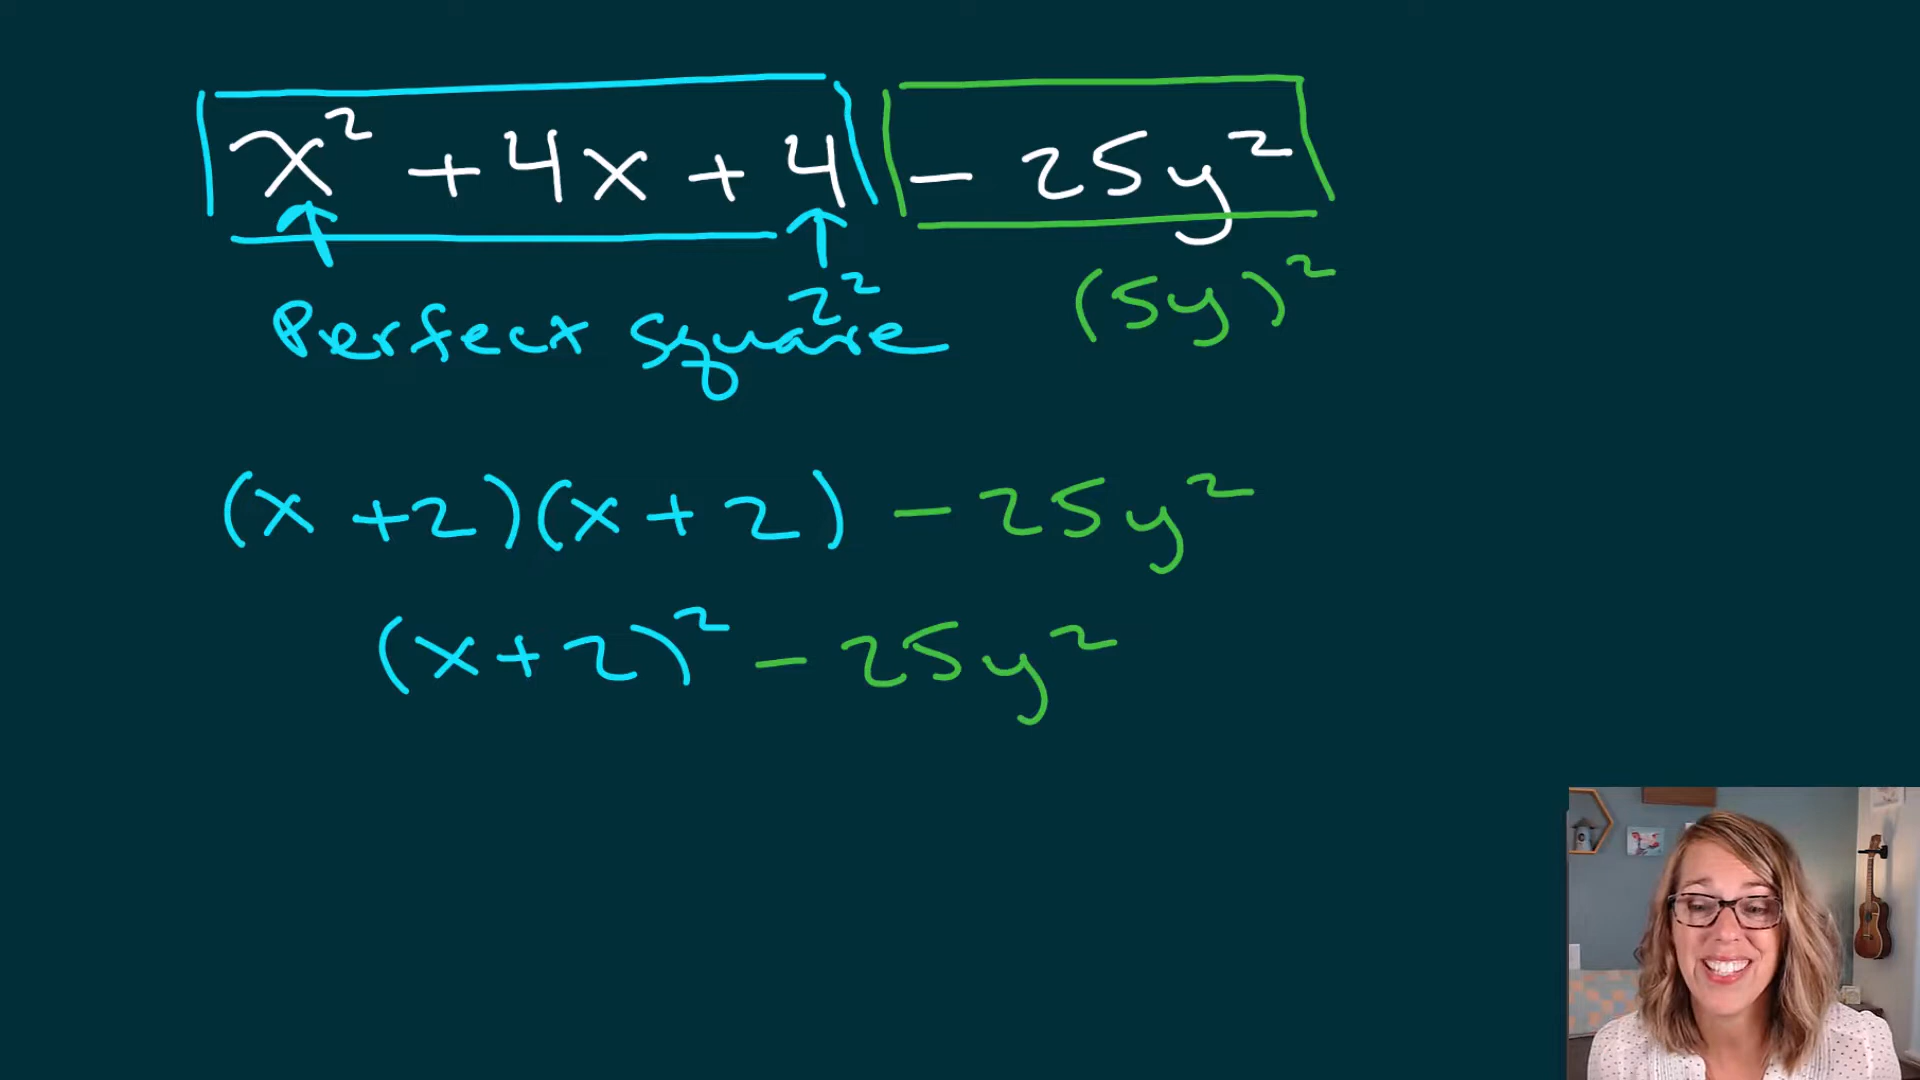 x² + 4x + 4 - 25y²
2²
Perfect square
(5y)²
(x +2)(x + 2) - 25y²
(x+2)² - 25y²